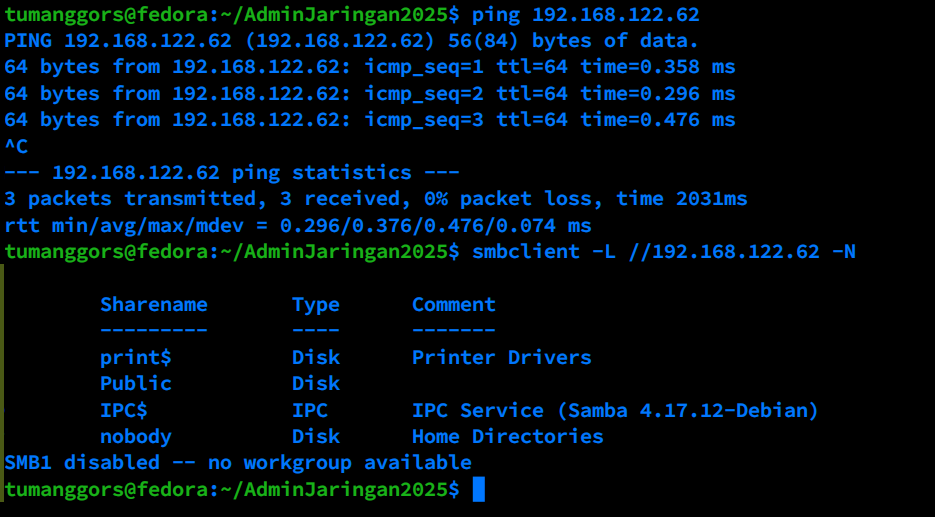 tumanggors@fedora:~/AdminJaringan2025$ ping 192.168.122.62
PING 192.168.122.62 (192.168.122.62) 56(84) bytes of data.
64 bytes from 192.168.122.62: icmp_seq=1 ttl=64 time=0.358 ms
64 bytes from 192.168.122.62: icmp_seq=2 ttl=64 time=0.296 ms
64 bytes from 192.168.122.62: icmp_seq=3 ttl=64 time=0.476 ms
^C
--- 192.168.122.62 ping statistics ---
3 packets transmitted, 3 received, 0% packet loss, time 2031ms
rtt min/avg/max/mdev = 0.296/0.376/0.476/0.074 ms
tumanggors@fedora:~/AdminJaringan2025$ smbclient -L //192.168.122.62 -N
Sharename Type Comment
--------- ---- -------
print$ Disk Printer Drivers
Public Disk
IPC$ IPC IPC Service (Samba 4.17.12-Debian)
nobody Disk Home Directories
SMB1 disabled -- no workgroup available
tumanggors@fedora:~/AdminJaringan2025$